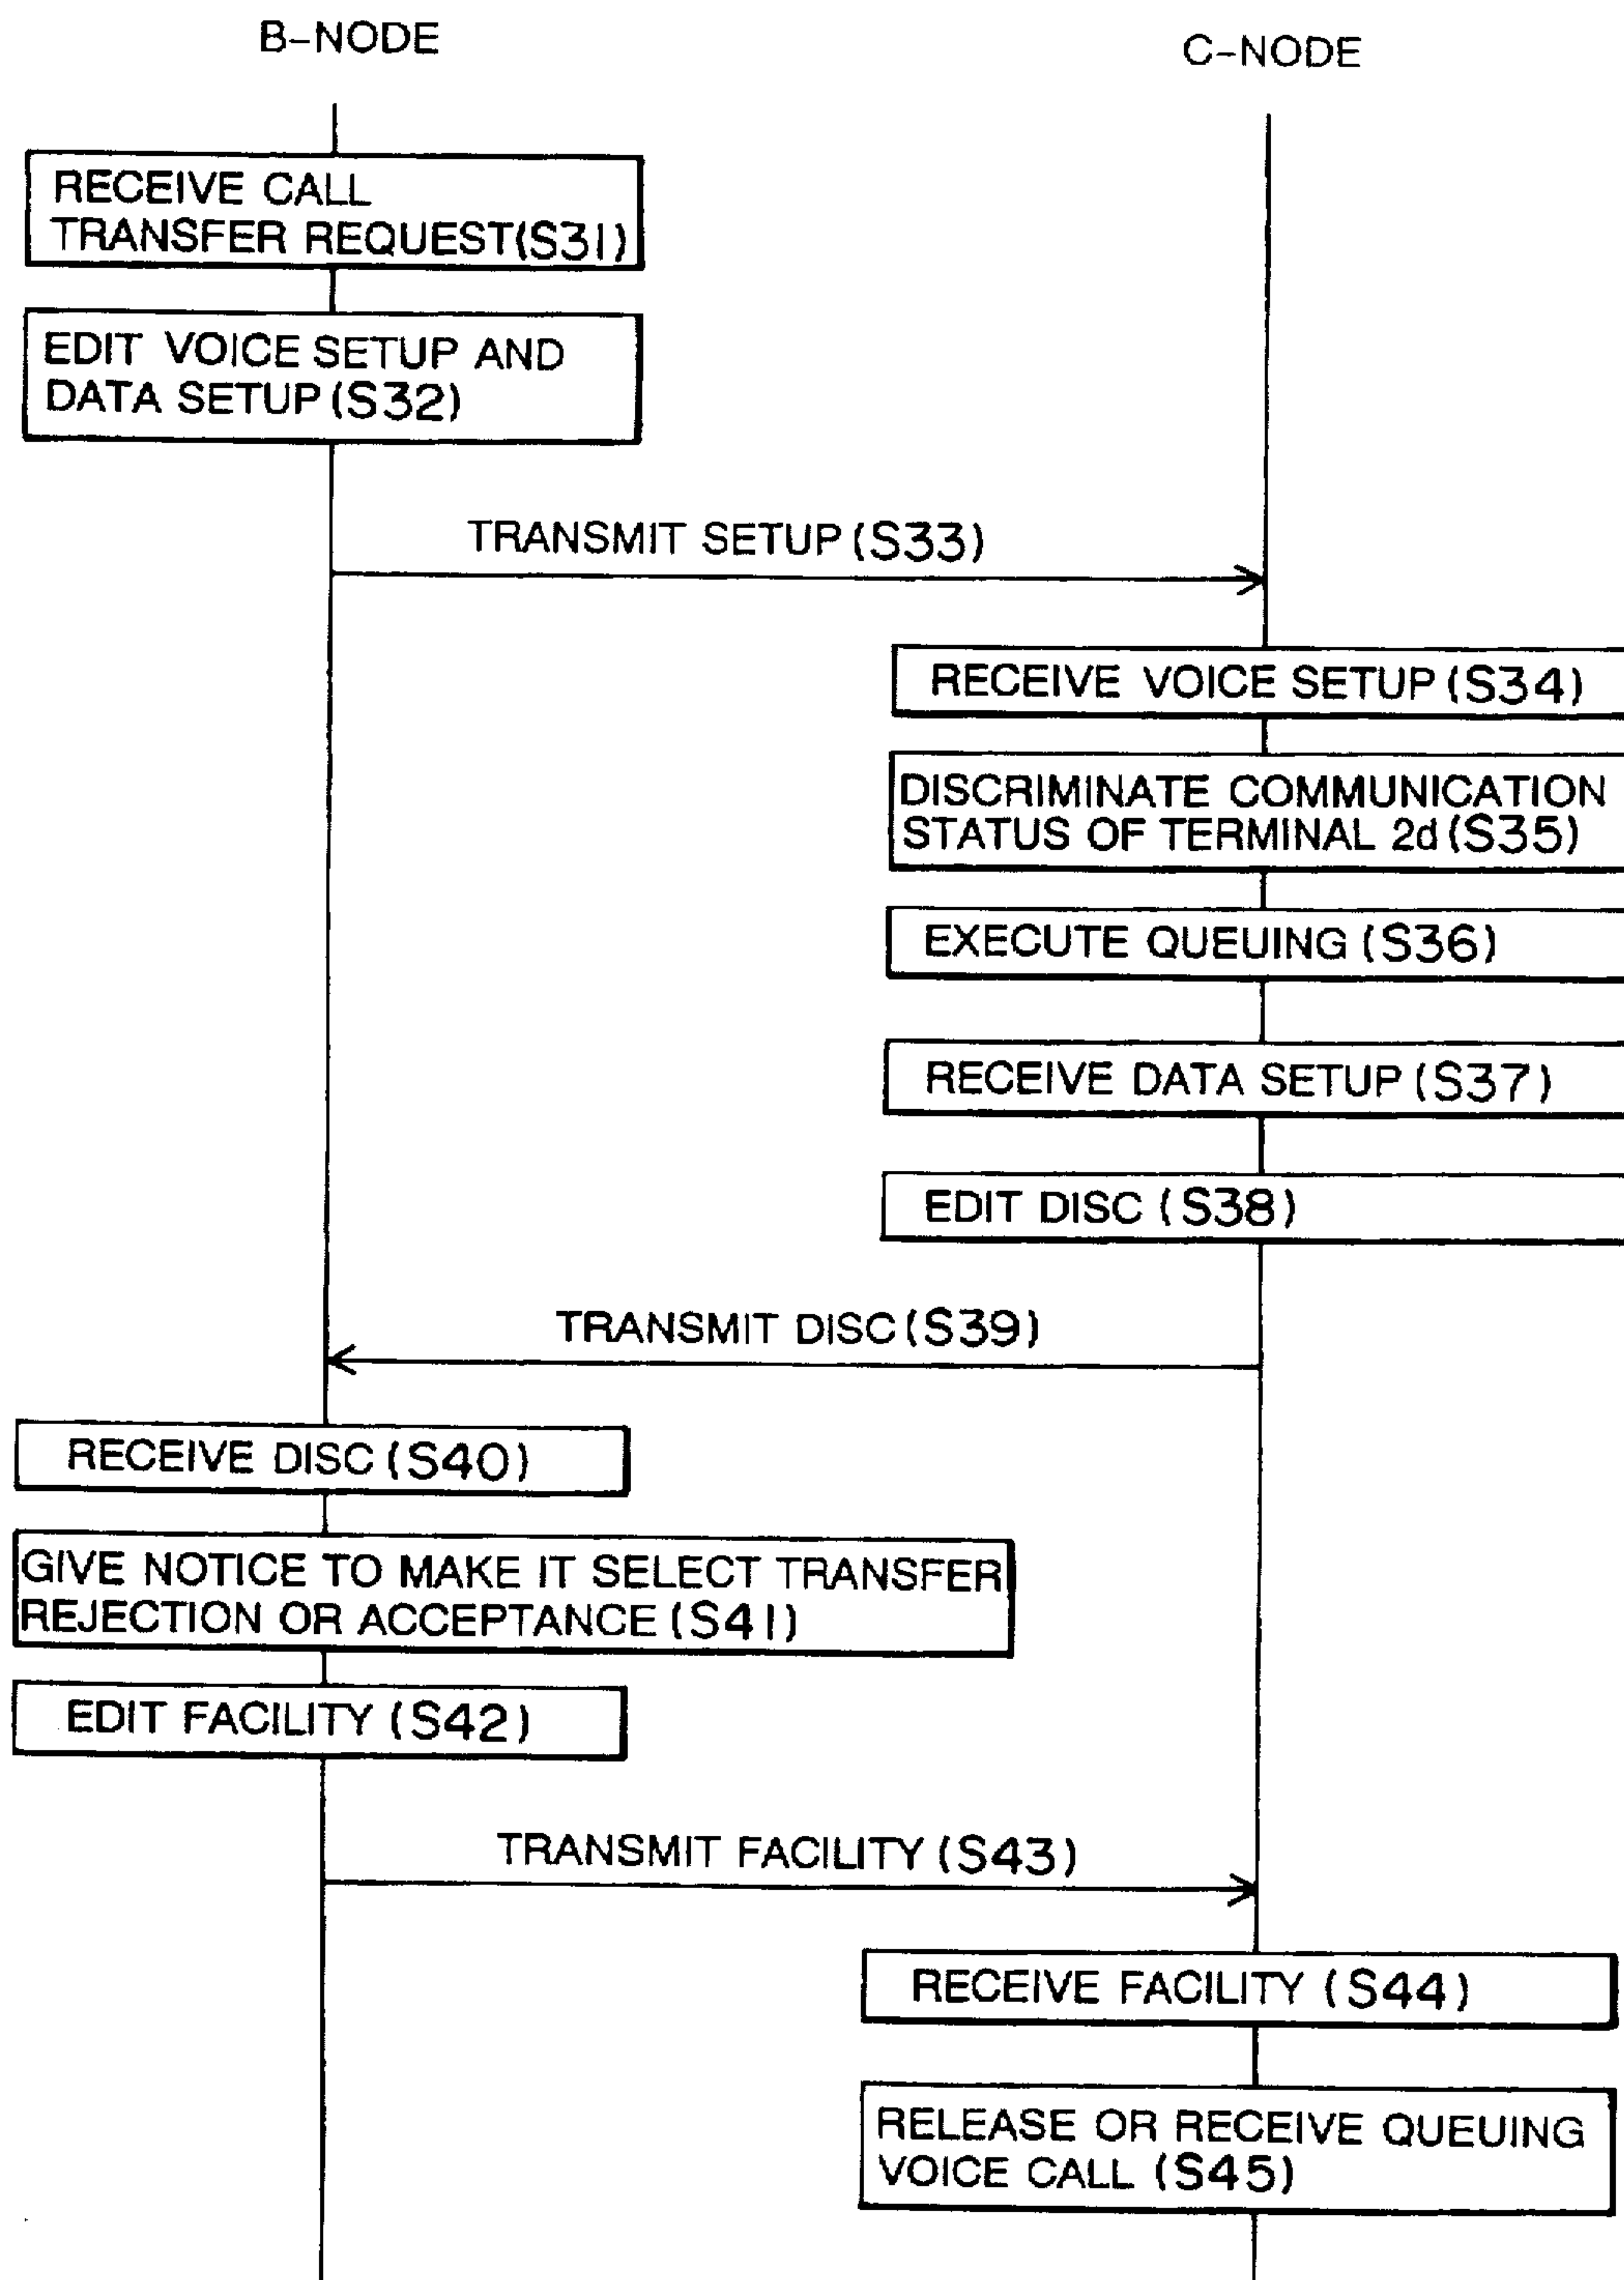 B-NODE
C-NODE
RECEIVE CALL
TRANSFER REQUEST(S31)
EDIT VOICE SETUP AND
DATA SETUP(S32)
TRANSMIT SETUP(S33)
RECEIVE VOICE SETUP(S34)
DISCRIMINATE COMMUNICATION
STATUS OF TERMINAL 2d(S35)
EXECUTE QUEUING(S36)
RECEIVE DATA SETUP(S37)
EDIT DISC(S38)
TRANSMIT DISC(S39)
RECEIVE DISC(S40)
GIVE NOTICE TO MAKE IT SELECT TRANSFER
REJECTION OR ACCEPTANCE(S41)
EDIT FACILITY(S42)
TRANSMIT FACILITY(S43)
RECEIVE FACILITY(S44)
RELEASE OR RECEIVE QUEUING
VOICE CALL(S45)